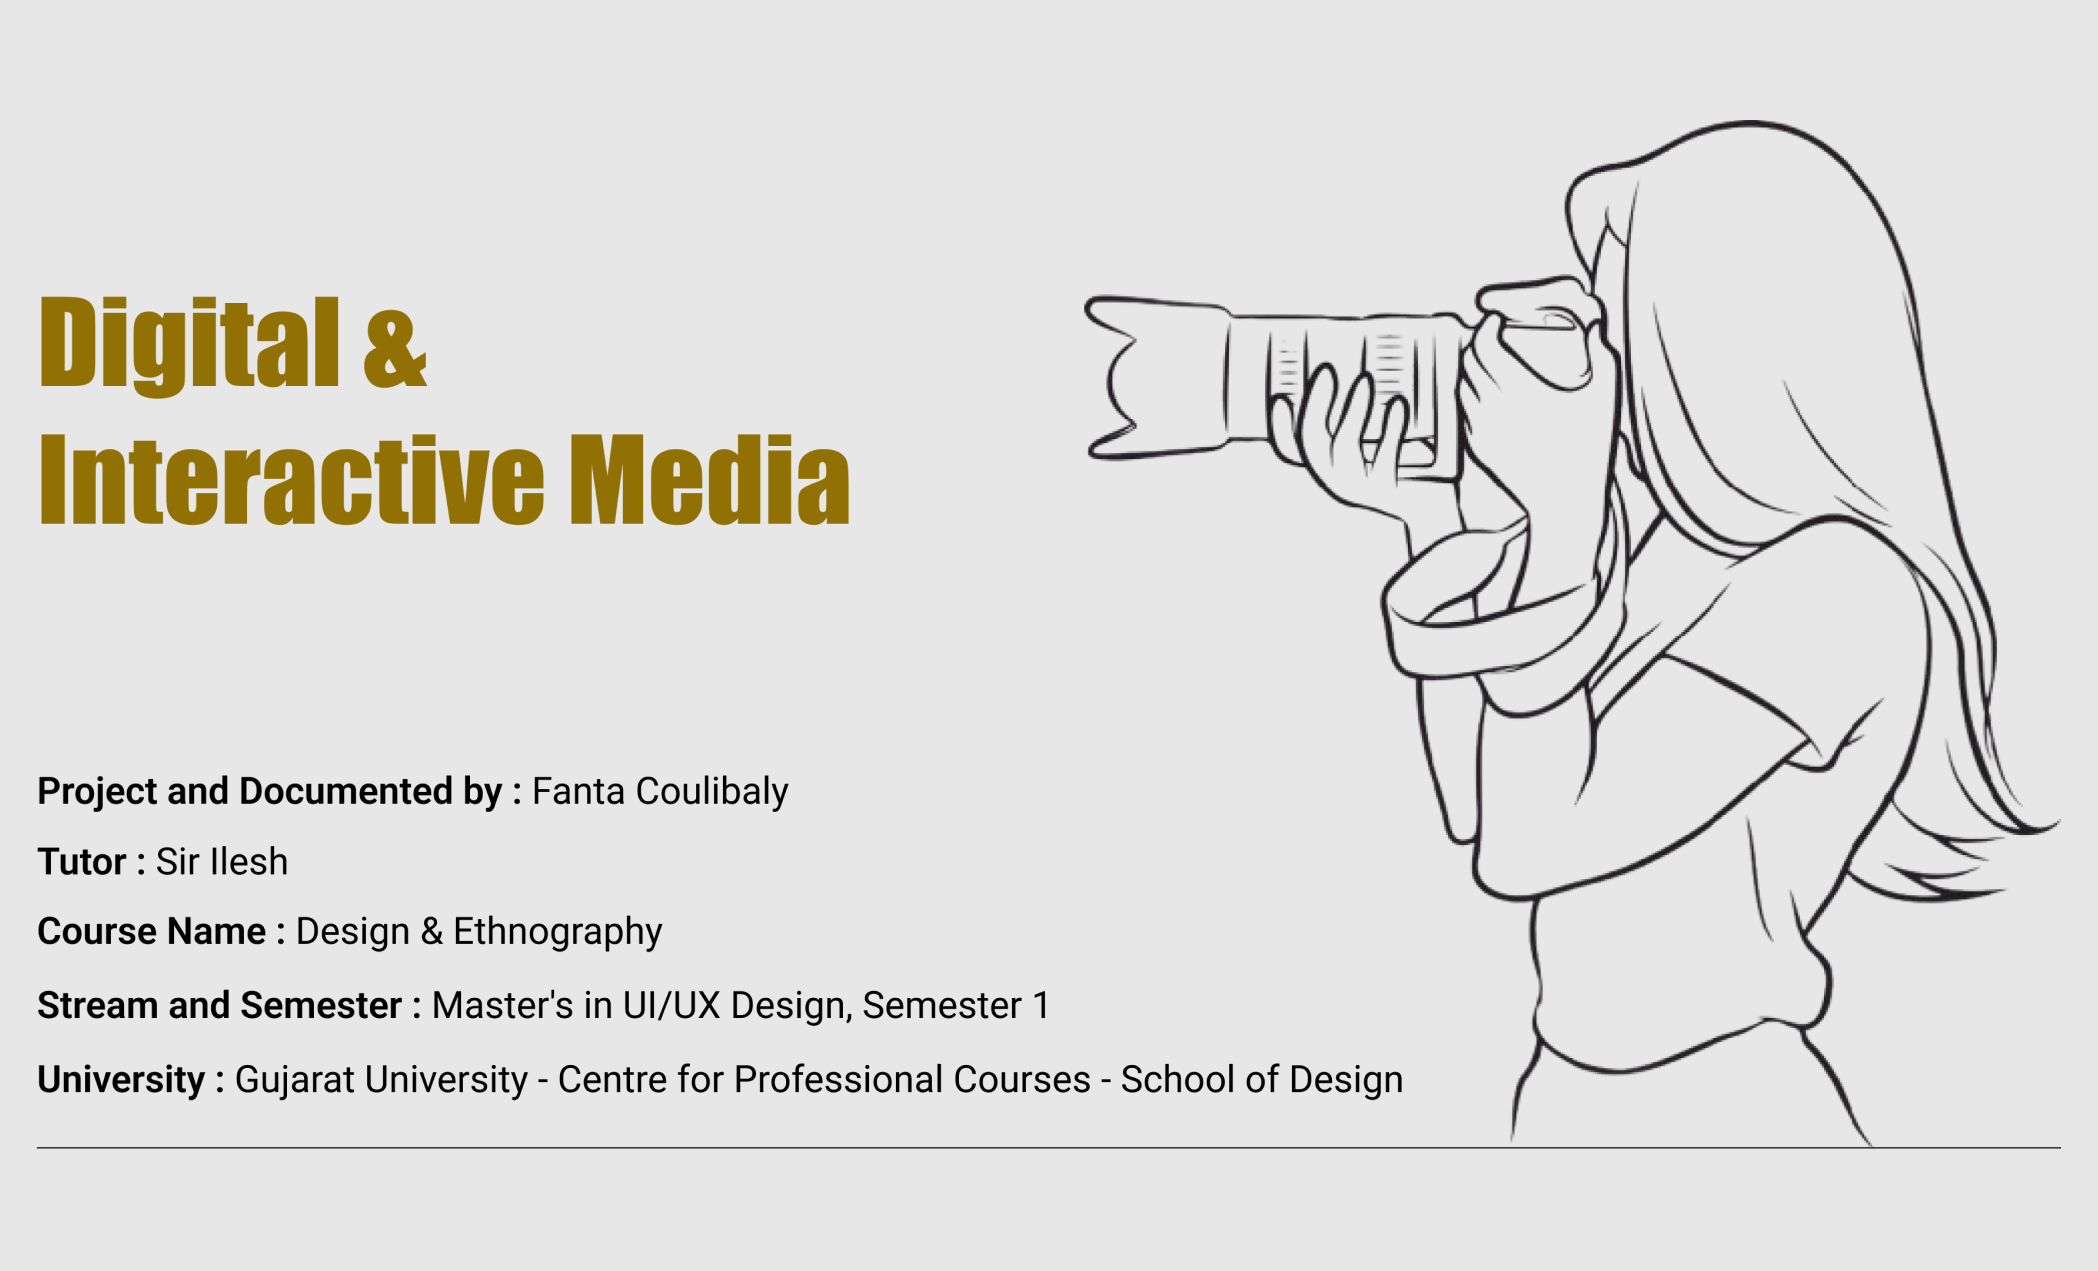 Digital &
Interactive Media
Project and Documented by : Fanta Coulibaly
Tutor : Sir Ilesh
Course Name : Design & Ethnography
Stream and Semester : Master's in UI/UX Design, Semester 1
University : Gujarat University - Centre for Professional Courses - School of Design